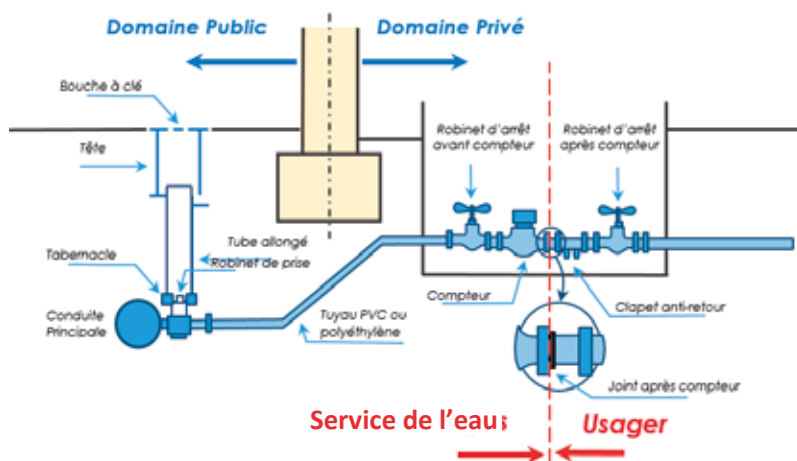 Domaine Public
Domaine Privé
Bouche à clé
Robinet d'arrêt
avant compteur
Robinet d'arrêt
après compteur
Tête
Tube allongé
Robinet de prise
Tabernacle
Conduite
Principale
Tuyau PVC ou
polyéthylène
Compteur
Clapet anti-retour
Joint après compteur
Service de l'eau
Usager